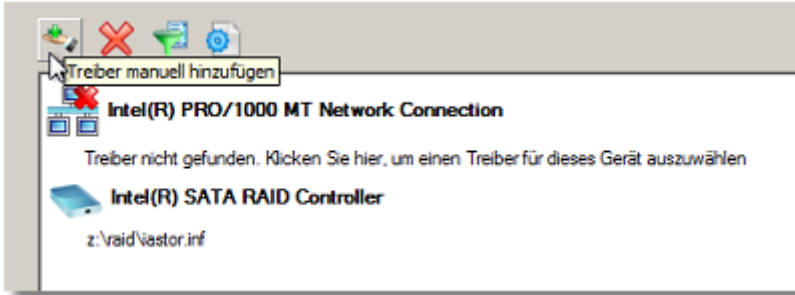 Treiber manuell hinzufügen
Intel(R) PRO/1000 MT Network Connection
Treiber nicht gefunden. Klicken Sie hier, um einen Treiber für dieses Gerät auszuwählen
Intel(R) SATA RAID Controller
z:\raid\iastor.inf